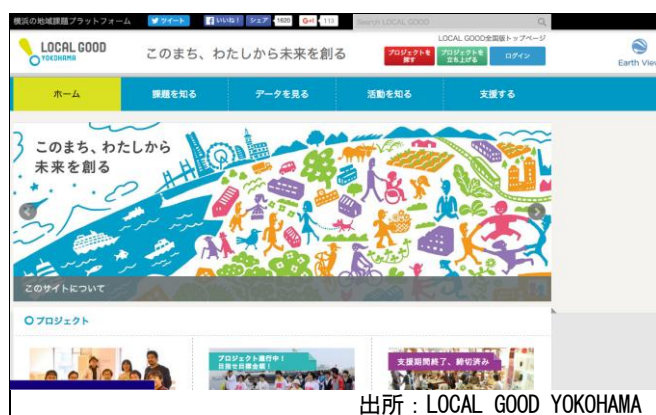 横浜の地域課題プラットフォーム ツイート いいね! シェア 1620 G+1 113 Search LOCAL GOOD
LOCAL GOOD全国版トップページ
LOCAL GOOD
YOKOHAMA
このまち、わたしから未来を創る
プロジェクトを
探す
プロジェクトを
立ち上げる
ログイン
Earth View
ホーム 課題を知る データを見る 活動を知る 支援する
このまち、わたしから
未来を創る
このサイトについて
プロジェクト
プロジェクト進行中!
目指せ目標金額!
支援期間終了、締切済み
出所：LOCAL GOOD YOKOHAMA